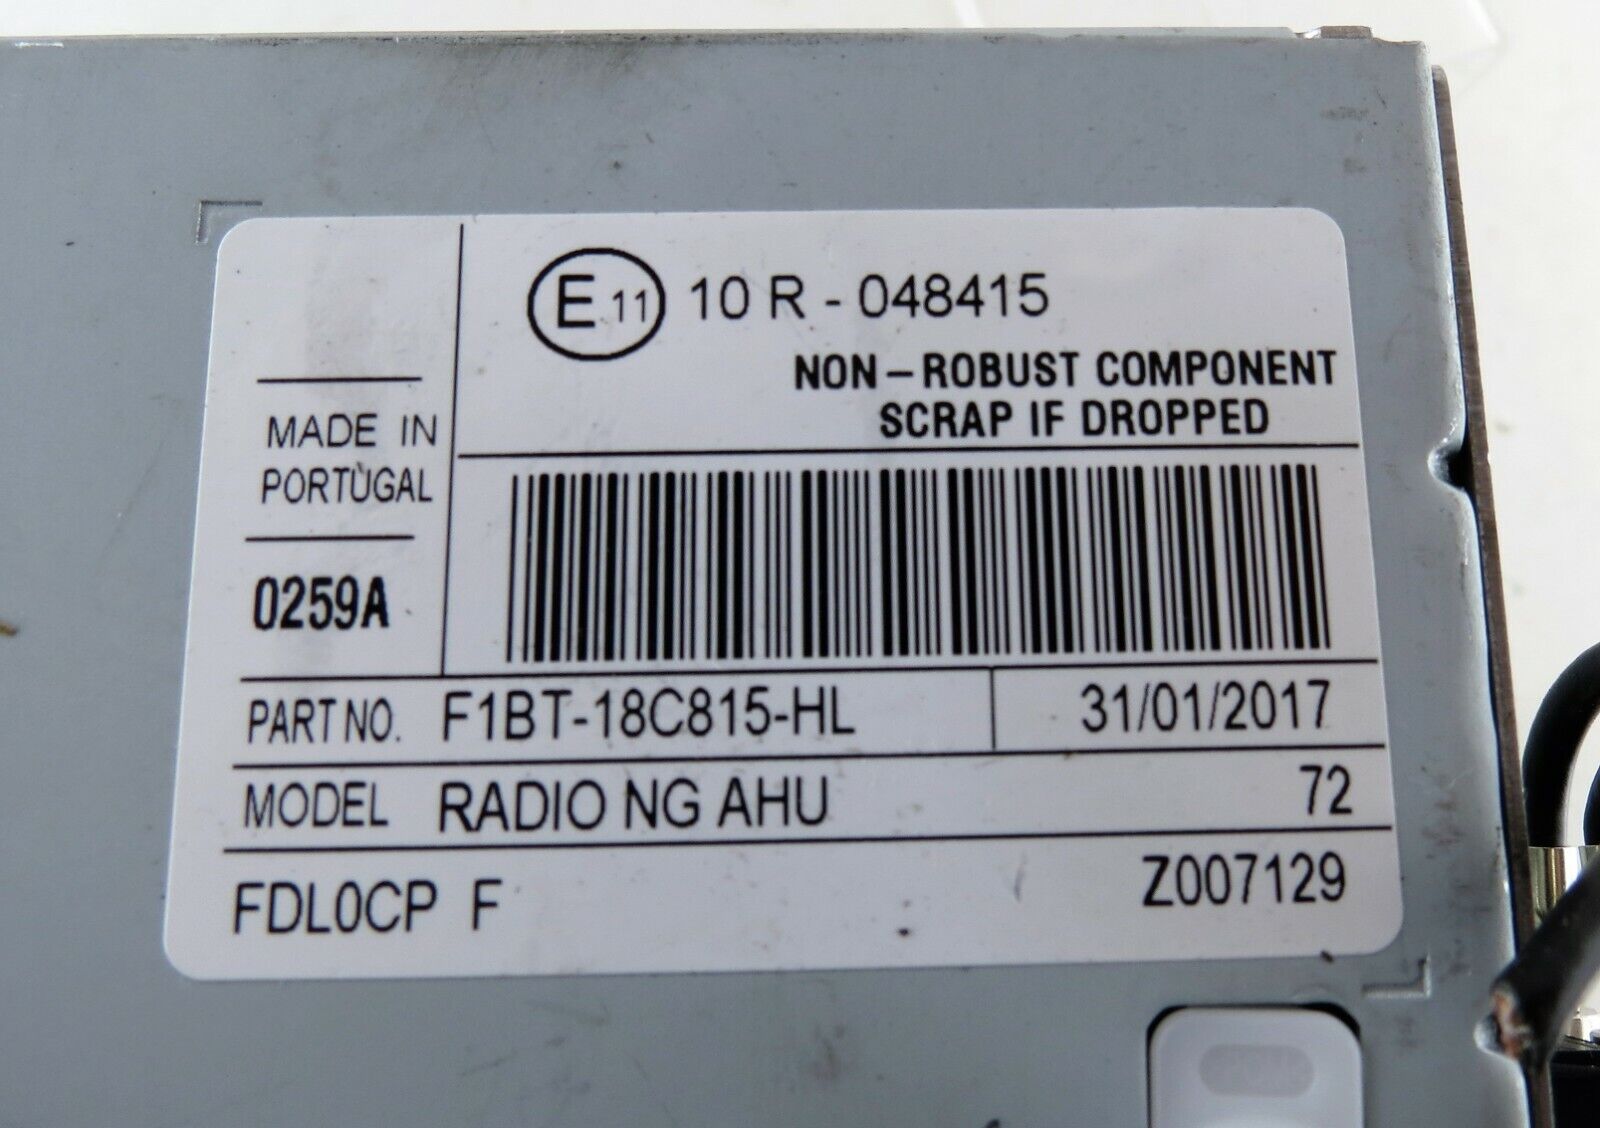 E 11 10 R - 048415
NON-ROBUST COMPONENT
SCRAP IF DROPPED
MADE IN
PORTUGAL
0259A
PART NO. F1BT-18C815-HL 31/01/2017
MODEL RADIO NG AHU 72
FDL0CP F Z007129